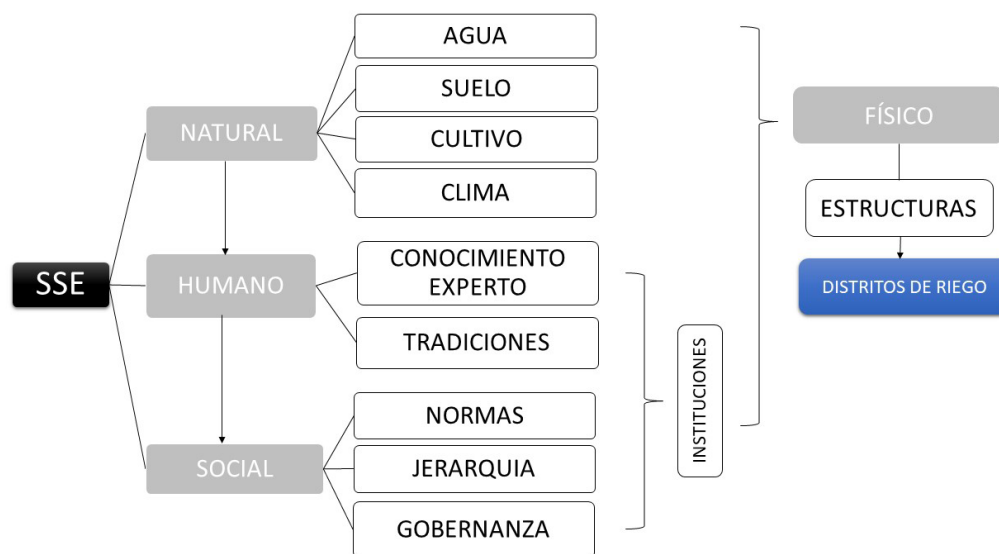 SSE
NATURAL
AGUA
SUELO
CULTIVO
CLIMA
HUMANO
CONOCIMIENTO
EXPERTO
TRADICIONES
SOCIAL
NORMAS
JERARQUIA
GOBERNANZA
INSTITUCIONES
FÍSICO
ESTRUCTURAS
DISTRITOS DE RIEGO